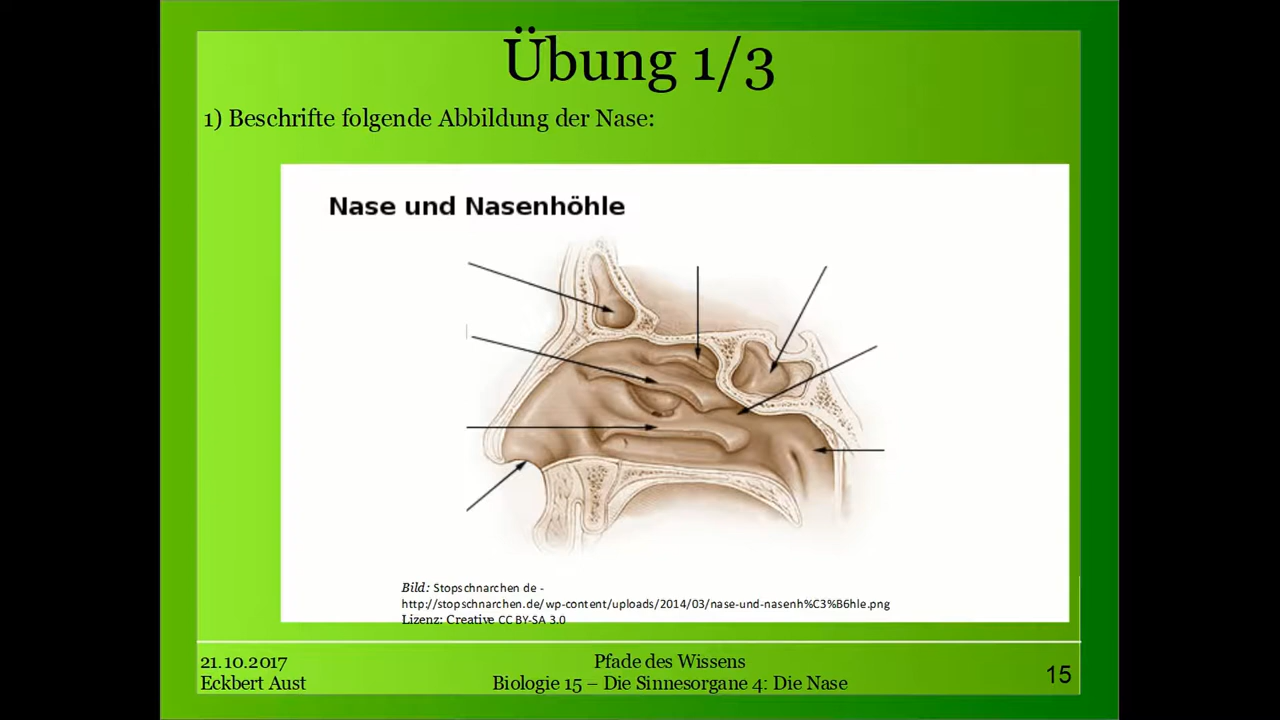 Übung 1/3
1) Beschrifte folgende Abbildung der Nase:
Nase und Nasenhöhle
Bild: Stopschnarchen de -
http://stopschnarchen.de/wp-content/uploads/2014/03/nase-und-nasenh%C3%B6hle.png
Lizenz: Creative CC BY-SA 3.0
21.10.2017
Eckbert Aust
Pfade des Wissens
Biologie 15 – Die Sinnesorgane 4: Die Nase
15